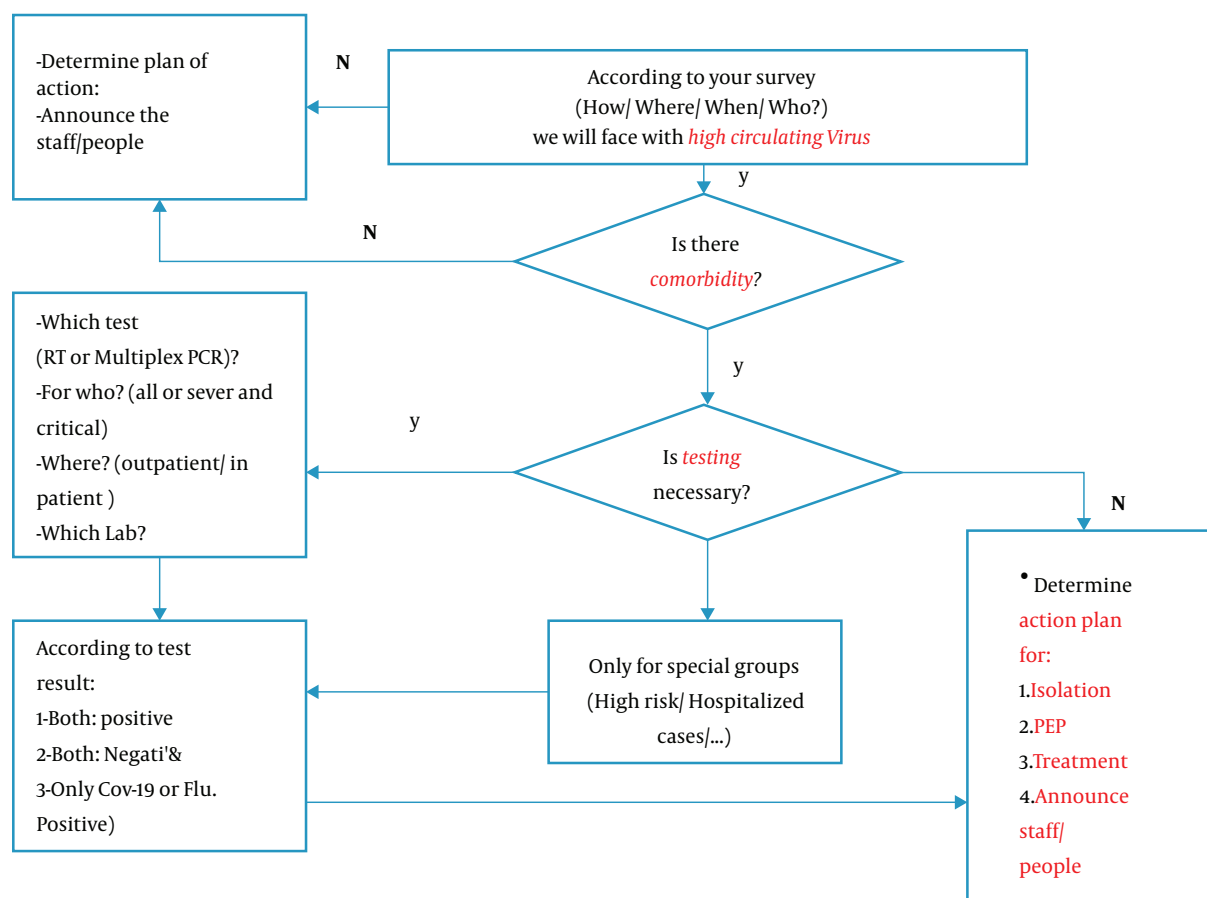 -Determine plan of
action:
-Announce the
staff/people
N
According to your survey
(How/ Where/ When/ Who?)
we will face with high circulating Virus
y
Is there
comorbidity?
N
y
-Which test
(RT or Multiplex PCR)?
-For who? (all or sever and
critical)
-Where? (outpatient/ in
patient )
-Which Lab?
y
Is testing
necessary?
N
According to test
result:
1-Both: positive
2-Both: Negati'&
3-Only Cov-19 or Flu.
Positive)
Only for special groups
(High risk/ Hospitalized
cases/...)
• Determine
action plan
for:
1.Isolation
2.PEP
3.Treatment
4.Announce
staff/
people